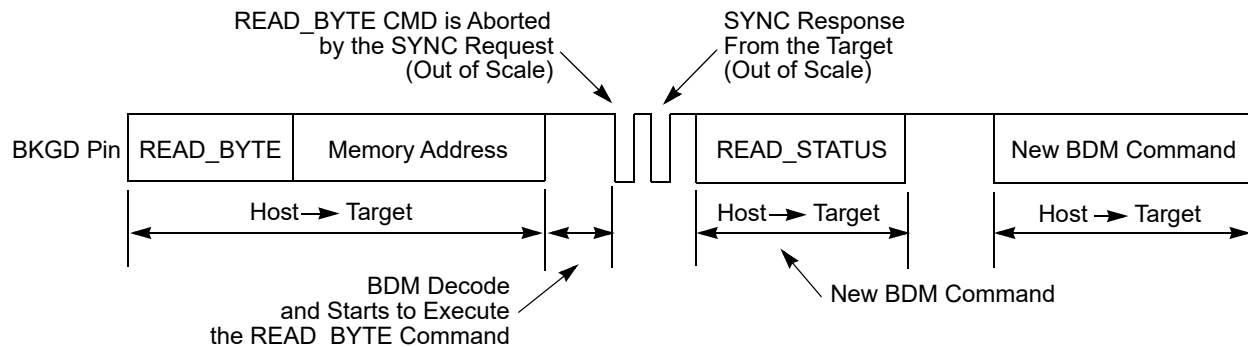 READ_BYTE CMD is Aborted
by the SYNC Request
(Out of Scale)
SYNC Response
From the Target
(Out of Scale)
BKGD Pin
READ_BYTE
Memory Address
READ_STATUS
New BDM Command
Host → Target
Host → Target
Host → Target
BDM Decode
and Starts to Execute
the READ_BYTE Command
New BDM Command